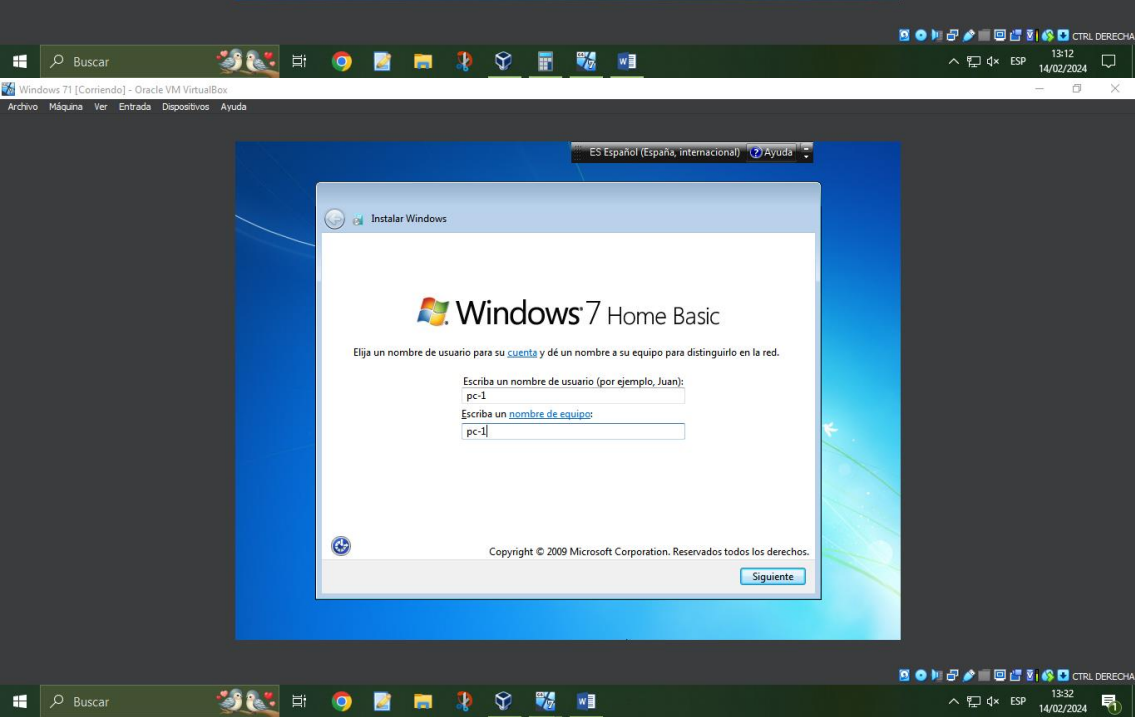 CTRL DERECHA
Buscar
ESP
13:12
14/02/2024
Windows 71 [Corriendo] - Oracle VM VirtualBox
Archivo Máquina Ver Entrada Dispositivos Ayuda
ES Español (España, internacional) Ayuda
Instalar Windows
Windows 7 Home Basic
Elija un nombre de usuario para su cuenta y dé un nombre a su equipo para distinguirlo en la red.
Escriba un nombre de usuario (por ejemplo, Juan):
pc-1
Escriba un nombre de equipo:
pc-1
Copyright © 2009 Microsoft Corporation. Reservados todos los derechos.
Siguiente
CTRL DERECHA
Buscar
ESP
13:32
14/02/2024
1